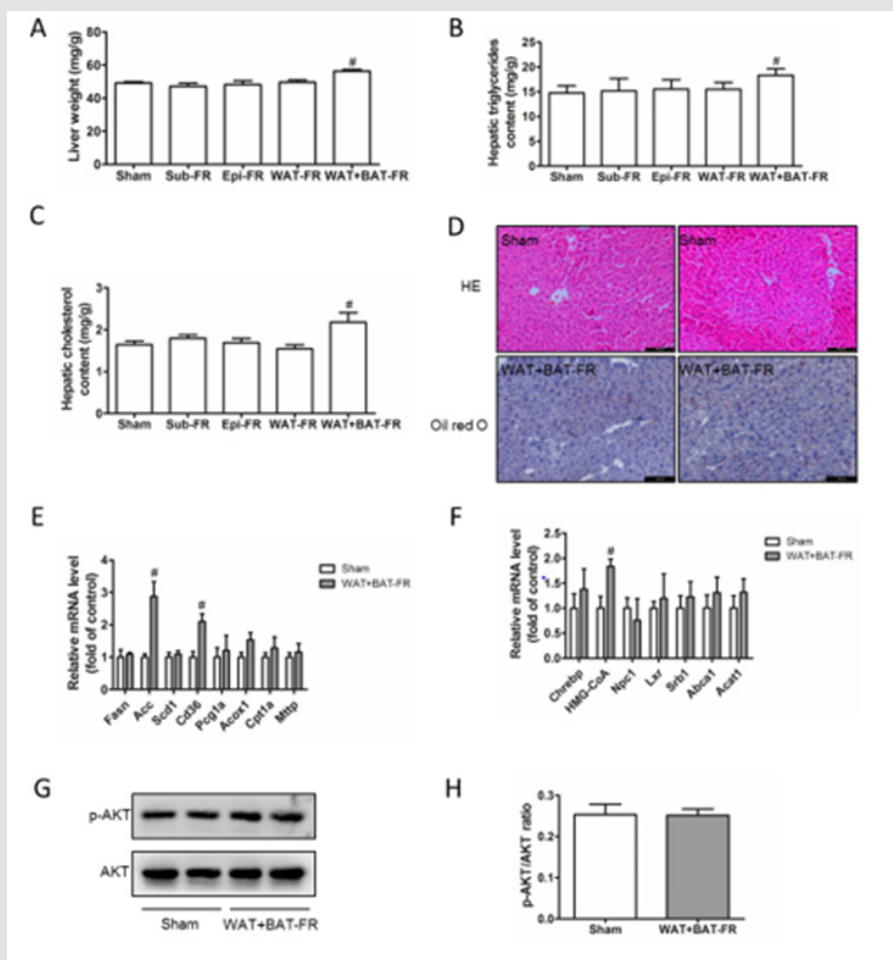 A
Liver weight (mg/g)
80
60
40
20
0
#
Sham Sub-FR Epi-FR WAT-FR WAT+BAT-FR
B
Hepatic triglycerides
content (mg/g)
25
20
15
10
5
0
#
Sham Sub-FR Epi-FR WAT-FR WAT+BAT-FR
C
Hepatic cholesterol
content (mg/g)
3
2
1
0
#
Sham Sub-FR Epi-FR WAT-FR WAT+BAT-FR
D
HE
Sham
Sham
Oil red O
WAT+BAT-FR
WAT+BAT-FR
E
Relative mRNA level
(fold of control)
4
3
2
1
0
#
#
Sham
WAT+BAT-FR
Fasn Acc Scd1 Cd36 Pcg1a Acox1 Cpt1a Mttp
F
Relative mRNA level
(fold of control)
2.5
2.0
1.5
1.0
0.5
0.0
#
Sham
WAT+BAT-FR
Chrebp HMG-CoA Npc1 Lxr Srb1 Abca1 Acat1
G
p-AKT
AKT
Sham WAT+BAT-FR
H
p-AKT/AKT ratio
0.3
0.2
0.1
0.0
Sham WAT+BAT-FR